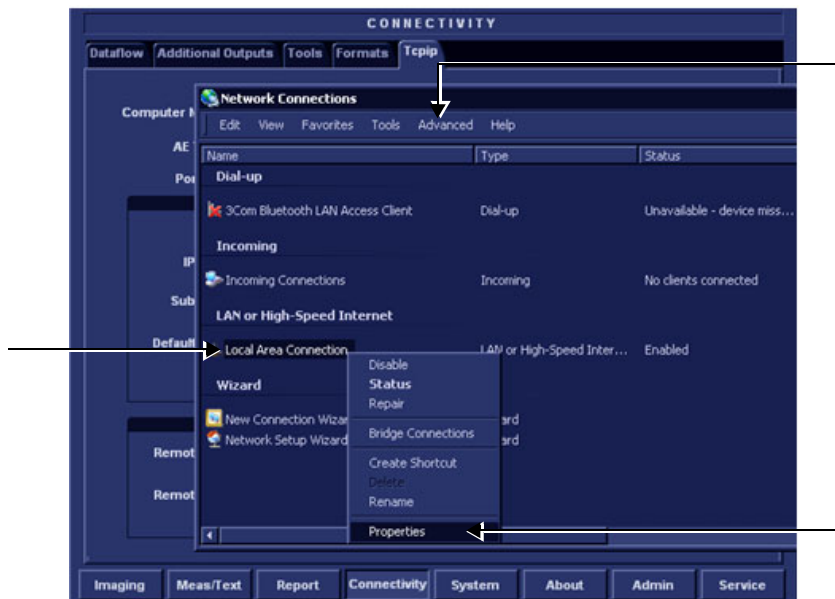 CONNECTIVITY
Dataflow Additional Outputs Tools Formats Tcpip
Network Connections
Computer N
Edit View Favorites Tools Advanced Help
AE
Name Type Status
Por
Dial-up
3Com Bluetooth LAN Access Client Dial-up Unavailable - device miss...
Incoming
IP
Incoming Connections Incoming No clients connected
Sub
LAN or High-Speed Internet
Default
Local Area Connection LAN or High-Speed Inter... Enabled
Disable
Wizard Status
Repair
New Connection Wizar ard
Bridge Connections
Network Setup Wizard ard
Remot
Create Shortcut
Delete
Remot
Rename
Properties
Imaging Meas/Text Report Connectivity System About Admin Service